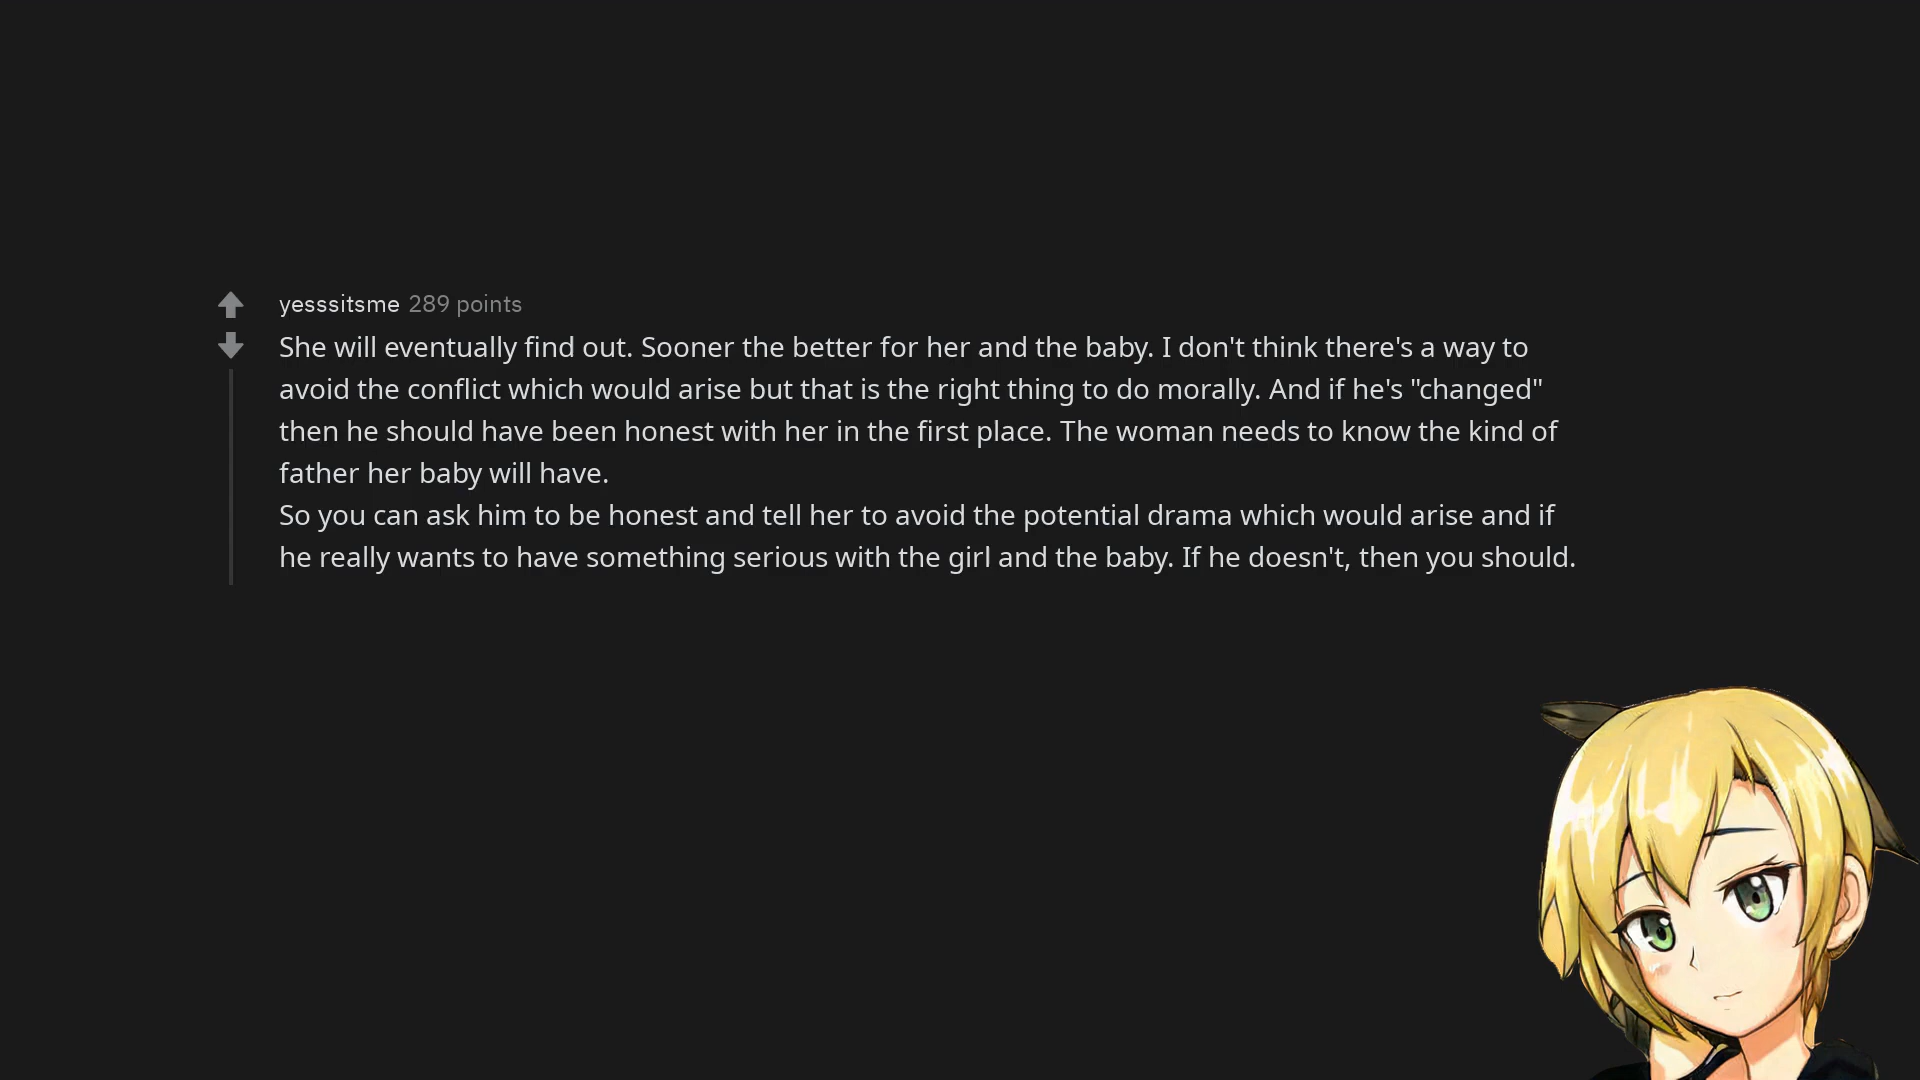 yesssitsme 289 points
She will eventually find out. Sooner the better for her and the baby. I don't think there's a way to
avoid the conflict which would arise but that is the right thing to do morally. And if he's "changed"
then he should have been honest with her in the first place. The woman needs to know the kind of
father her baby will have.
So you can ask him to be honest and tell her to avoid the potential drama which would arise and if
he really wants to have something serious with the girl and the baby. If he doesn't, then you should.